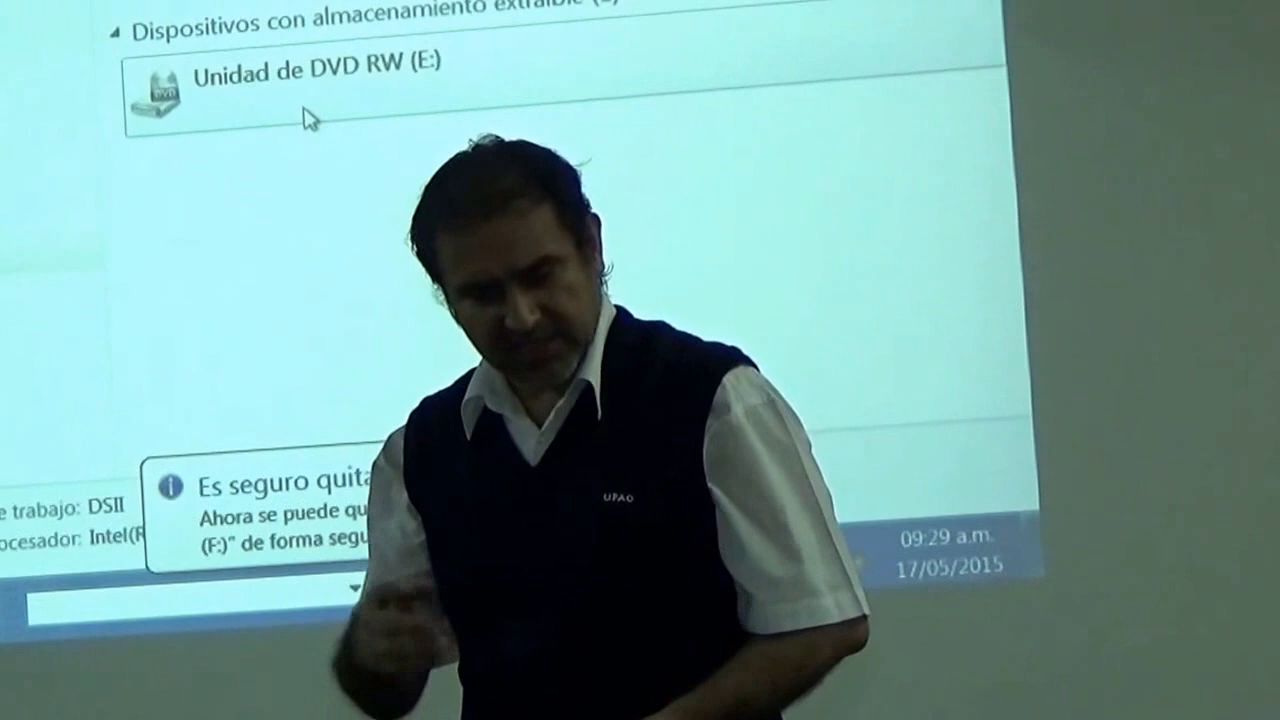 Dispositivos con almacenamiento extraíble
Unidad de DVD RW (E:)
DVD
Es seguro quita
Ahora se puede qu
(F:)" de forma segu
e trabajo: DSII
ocesador: Intel(R
UPAO
09:29 a.m.
17/05/2015